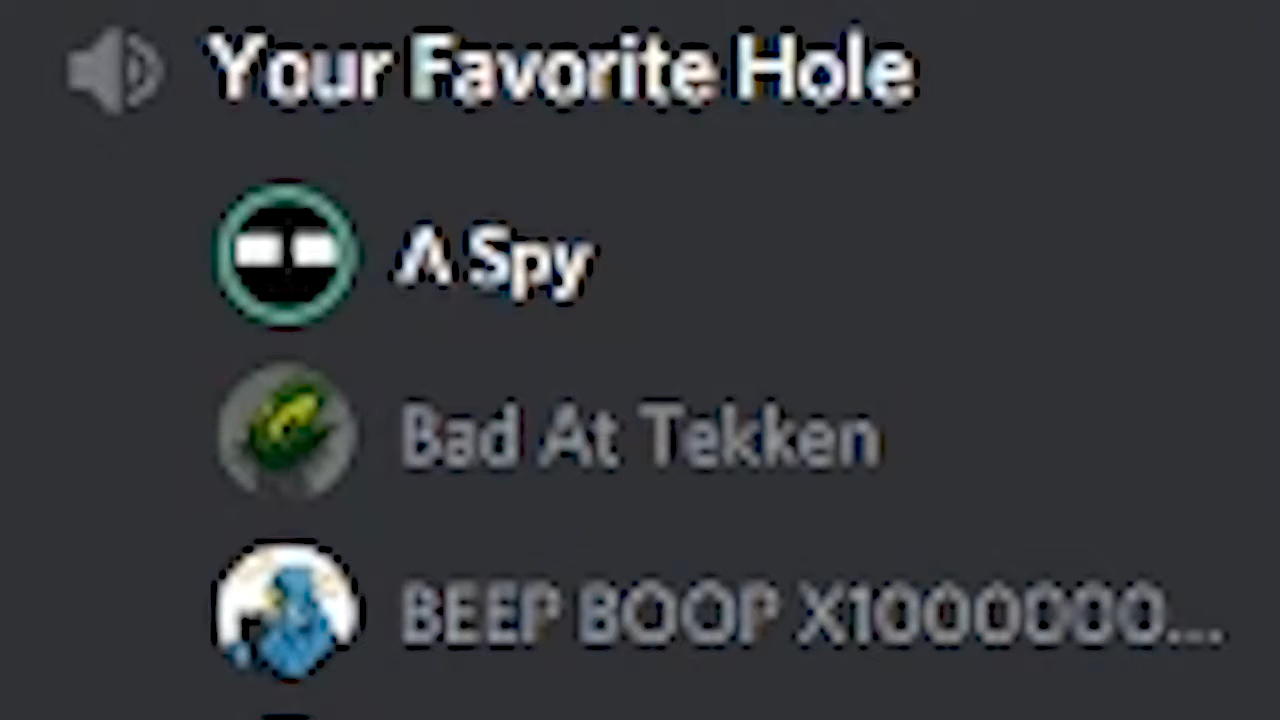 Your Favorite Hole
A Spy
Bad At Tekken
BEEP BOOP X1000000...